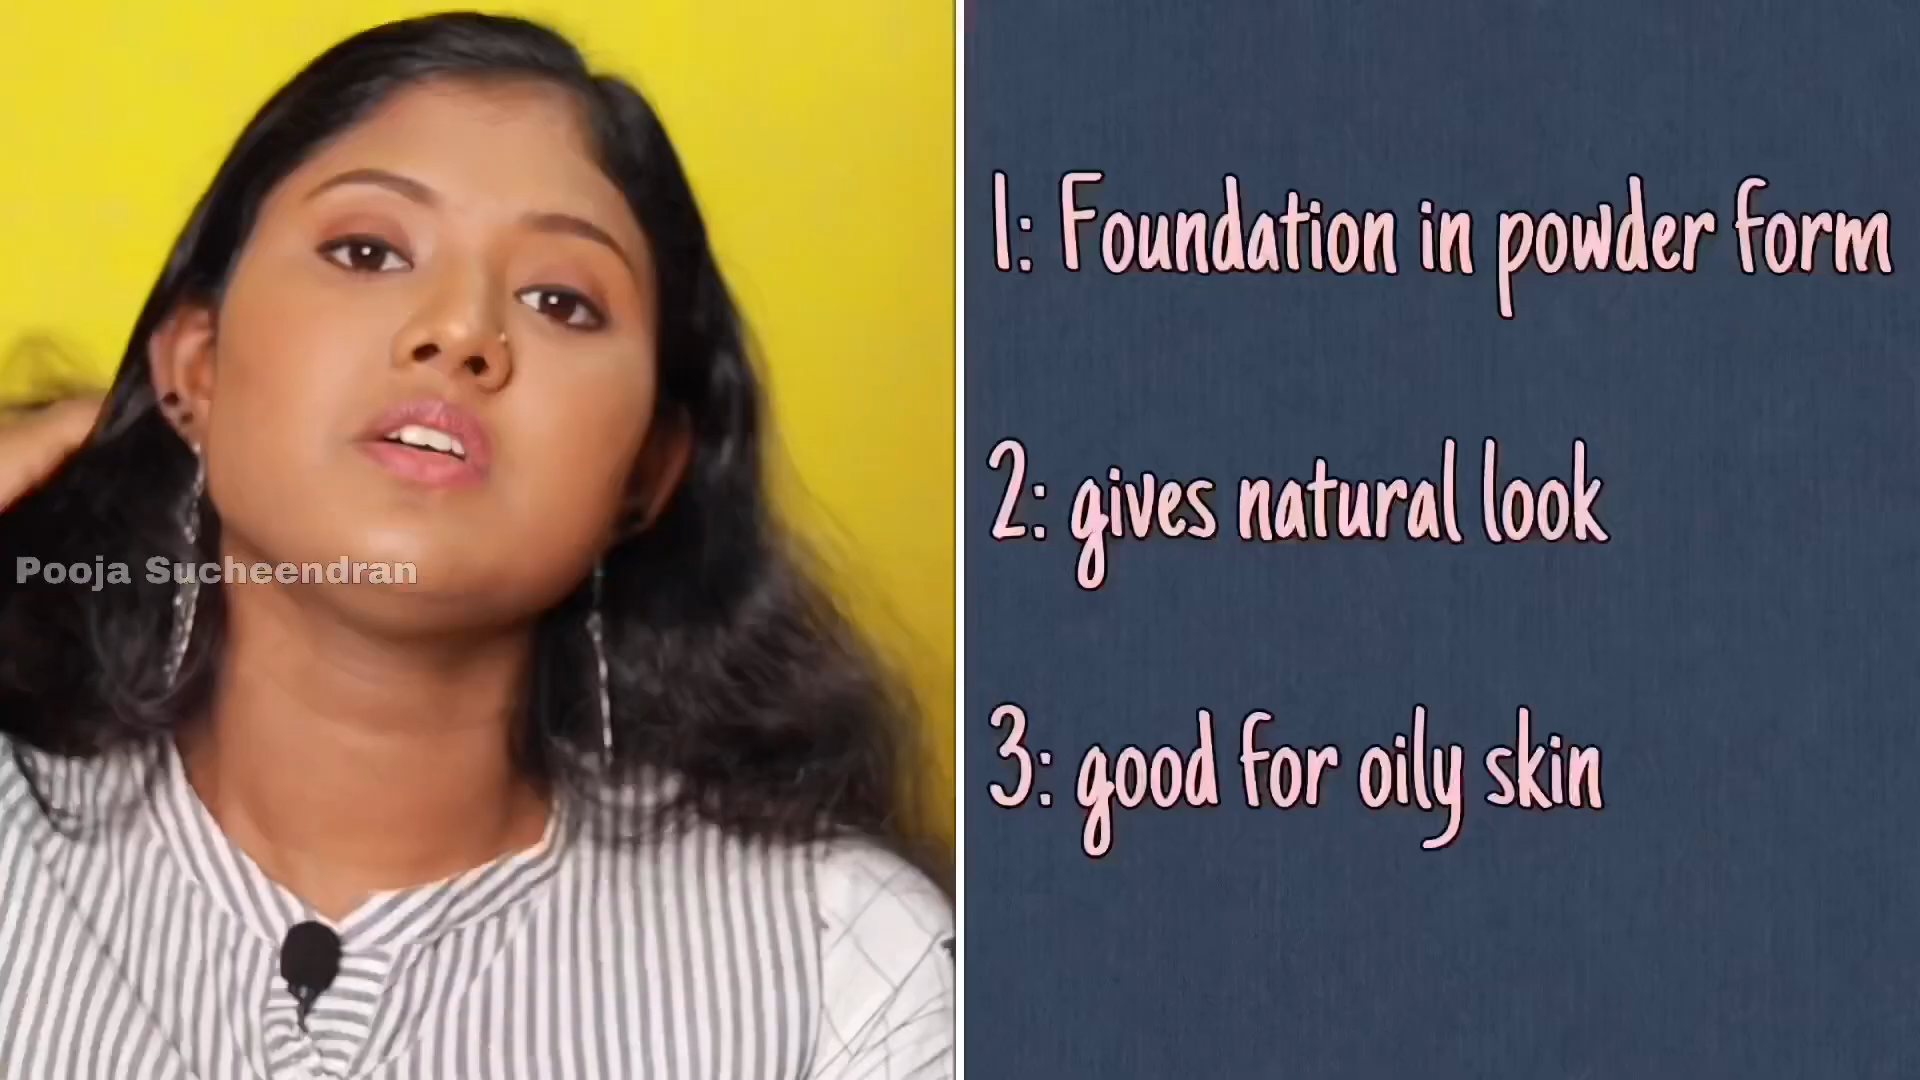 Pooja Sucheendran
1: Foundation in powder form
2: gives natural look
3: good for oily skin